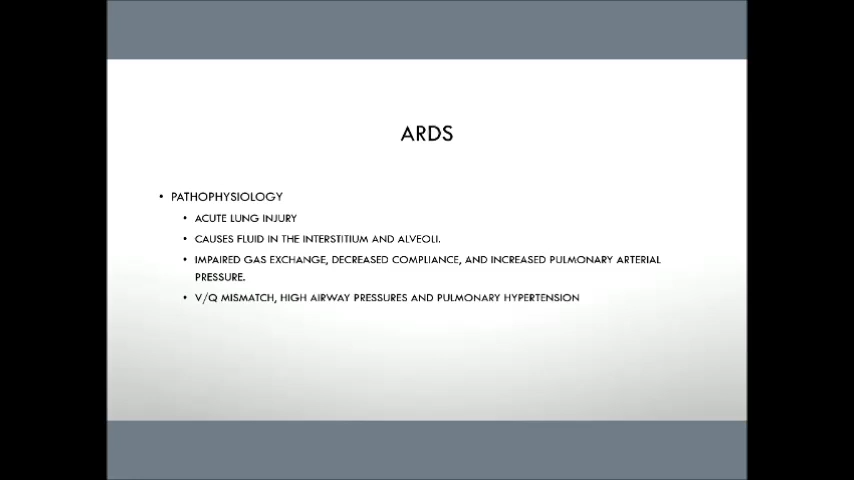 ARDS
• PATHOPHYSIOLOGY
• ACUTE LUNG INJURY
• CAUSES FLUID IN THE INTERSTITIUM AND ALVEOLI.
• IMPAIRED GAS EXCHANGE, DECREASED COMPLIANCE, AND INCREASED PULMONARY ARTERIAL
PRESSURE.
• V/Q MISMATCH, HIGH AIRWAY PRESSURES AND PULMONARY HYPERTENSION